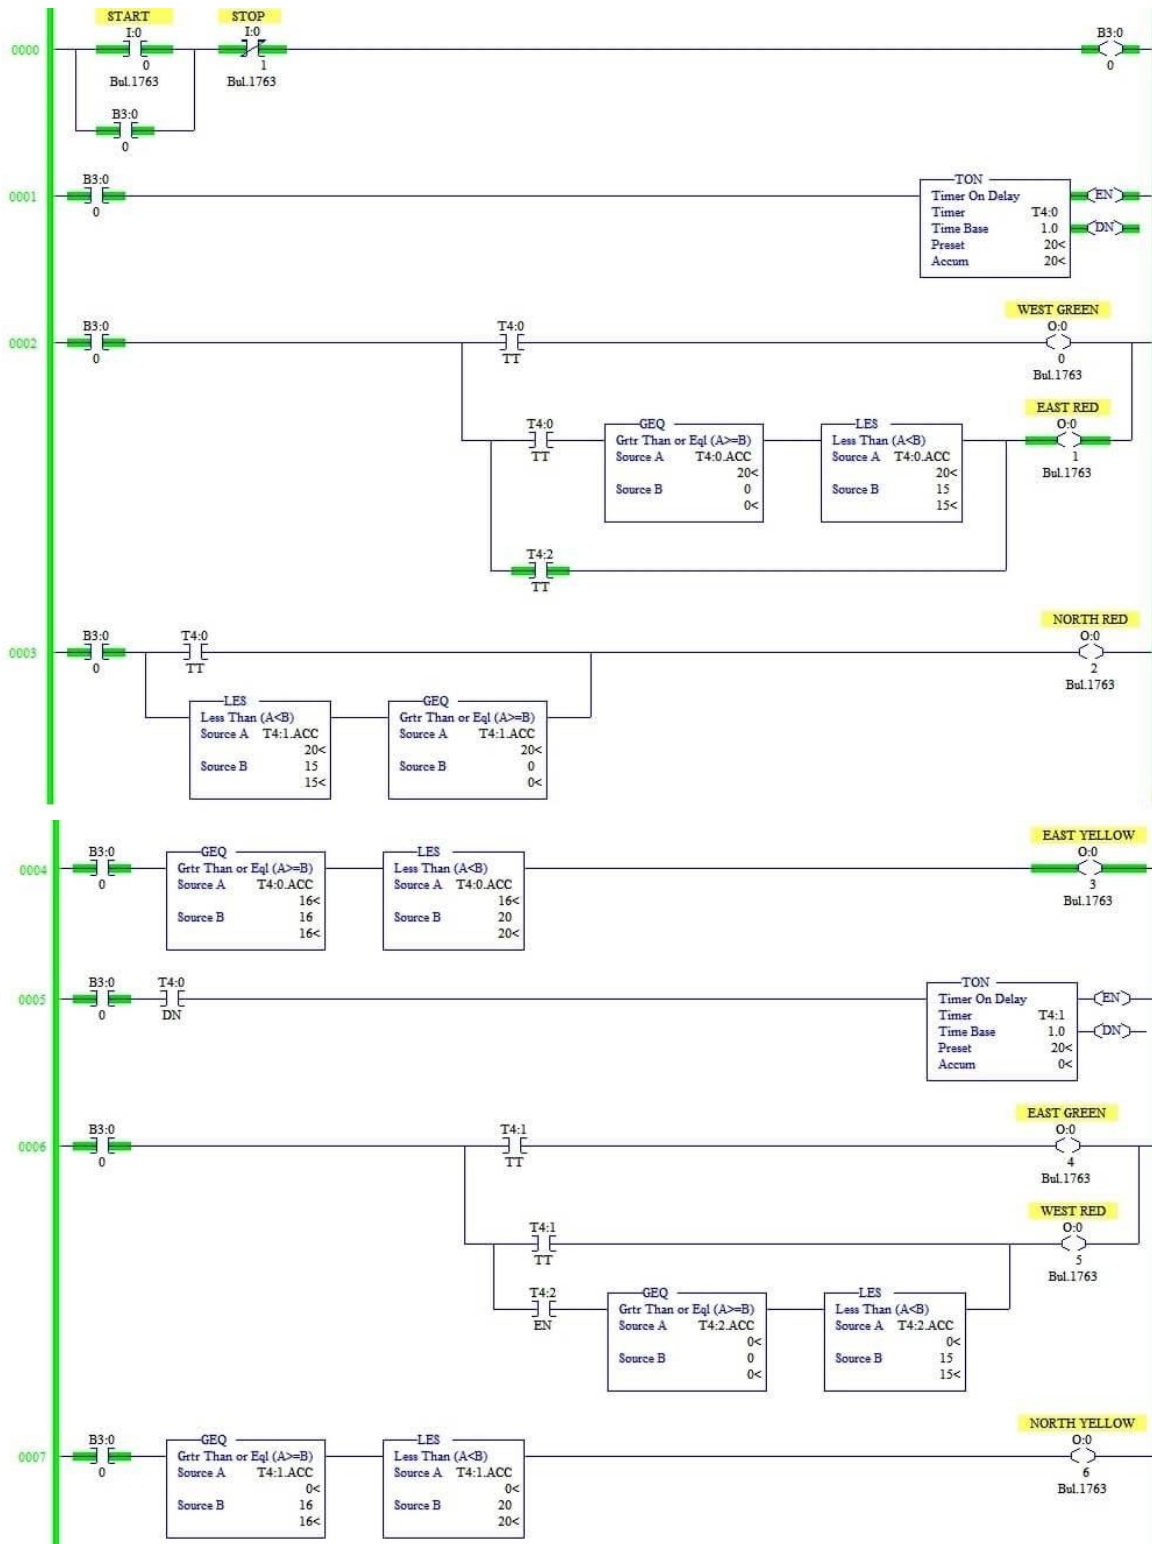 START STOP
I:0 I:0 B3:0
0000
0 1 0
Bul.1763 Bul.1763
B3:0
0
B3:0 TON
0001 Timer On Delay EN
0 Timer T4:0
Time Base 1.0 DN
Preset 20<
Accum 20<
WEST GREEN
B3:0 T4:0 O:0
0002
0 TT 0
Bul.1763
EAST RED
T4:0 GEQ LES O:0
Grtr Than or Eql (A>=B) Less Than (A<B)
TT Source A T4:0.ACC Source A T4:0.ACC 1
20< 20< Bul.1763
Source B 0 Source B 15
0< 15<
T4:2
TT
NORTH RED
B3:0 T4:0 O:0
0003
0 TT 2
Bul.1763
LES GEQ
Less Than (A<B) Grtr Than or Eql (A>=B)
Source A T4:1.ACC Source A T4:1.ACC
20< 20<
Source B 15 Source B 0
15< 0<
EAST YELLOW
B3:0 GEQ LES O:0
0004 Grtr Than or Eql (A>=B) Less Than (A<B)
0 Source A T4:0.ACC Source A T4:0.ACC 3
16< 16< Bul.1763
Source B 16 Source B 20
16< 20<
B3:0 T4:0 TON
0005 Timer On Delay EN
0 DN Timer T4:1
Time Base 1.0 DN
Preset 20<
Accum 0<
EAST GREEN
B3:0 T4:1 O:0
0006
0 TT 4
Bul.1763
WEST RED
T4:1 O:0
TT 5
Bul.1763
T4:2 GEQ LES
EN Grtr Than or Eql (A>=B) Less Than (A<B)
Source A T4:2.ACC Source A T4:2.ACC
0< 0<
Source B 0 Source B 15
0< 15<
NORTH YELLOW
B3:0 GEQ LES O:0
0007 Grtr Than or Eql (A>=B) Less Than (A<B)
0 Source A T4:1.ACC Source A T4:1.ACC 6
0< 0< Bul.1763
Source B 16 Source B 20
16< 20<